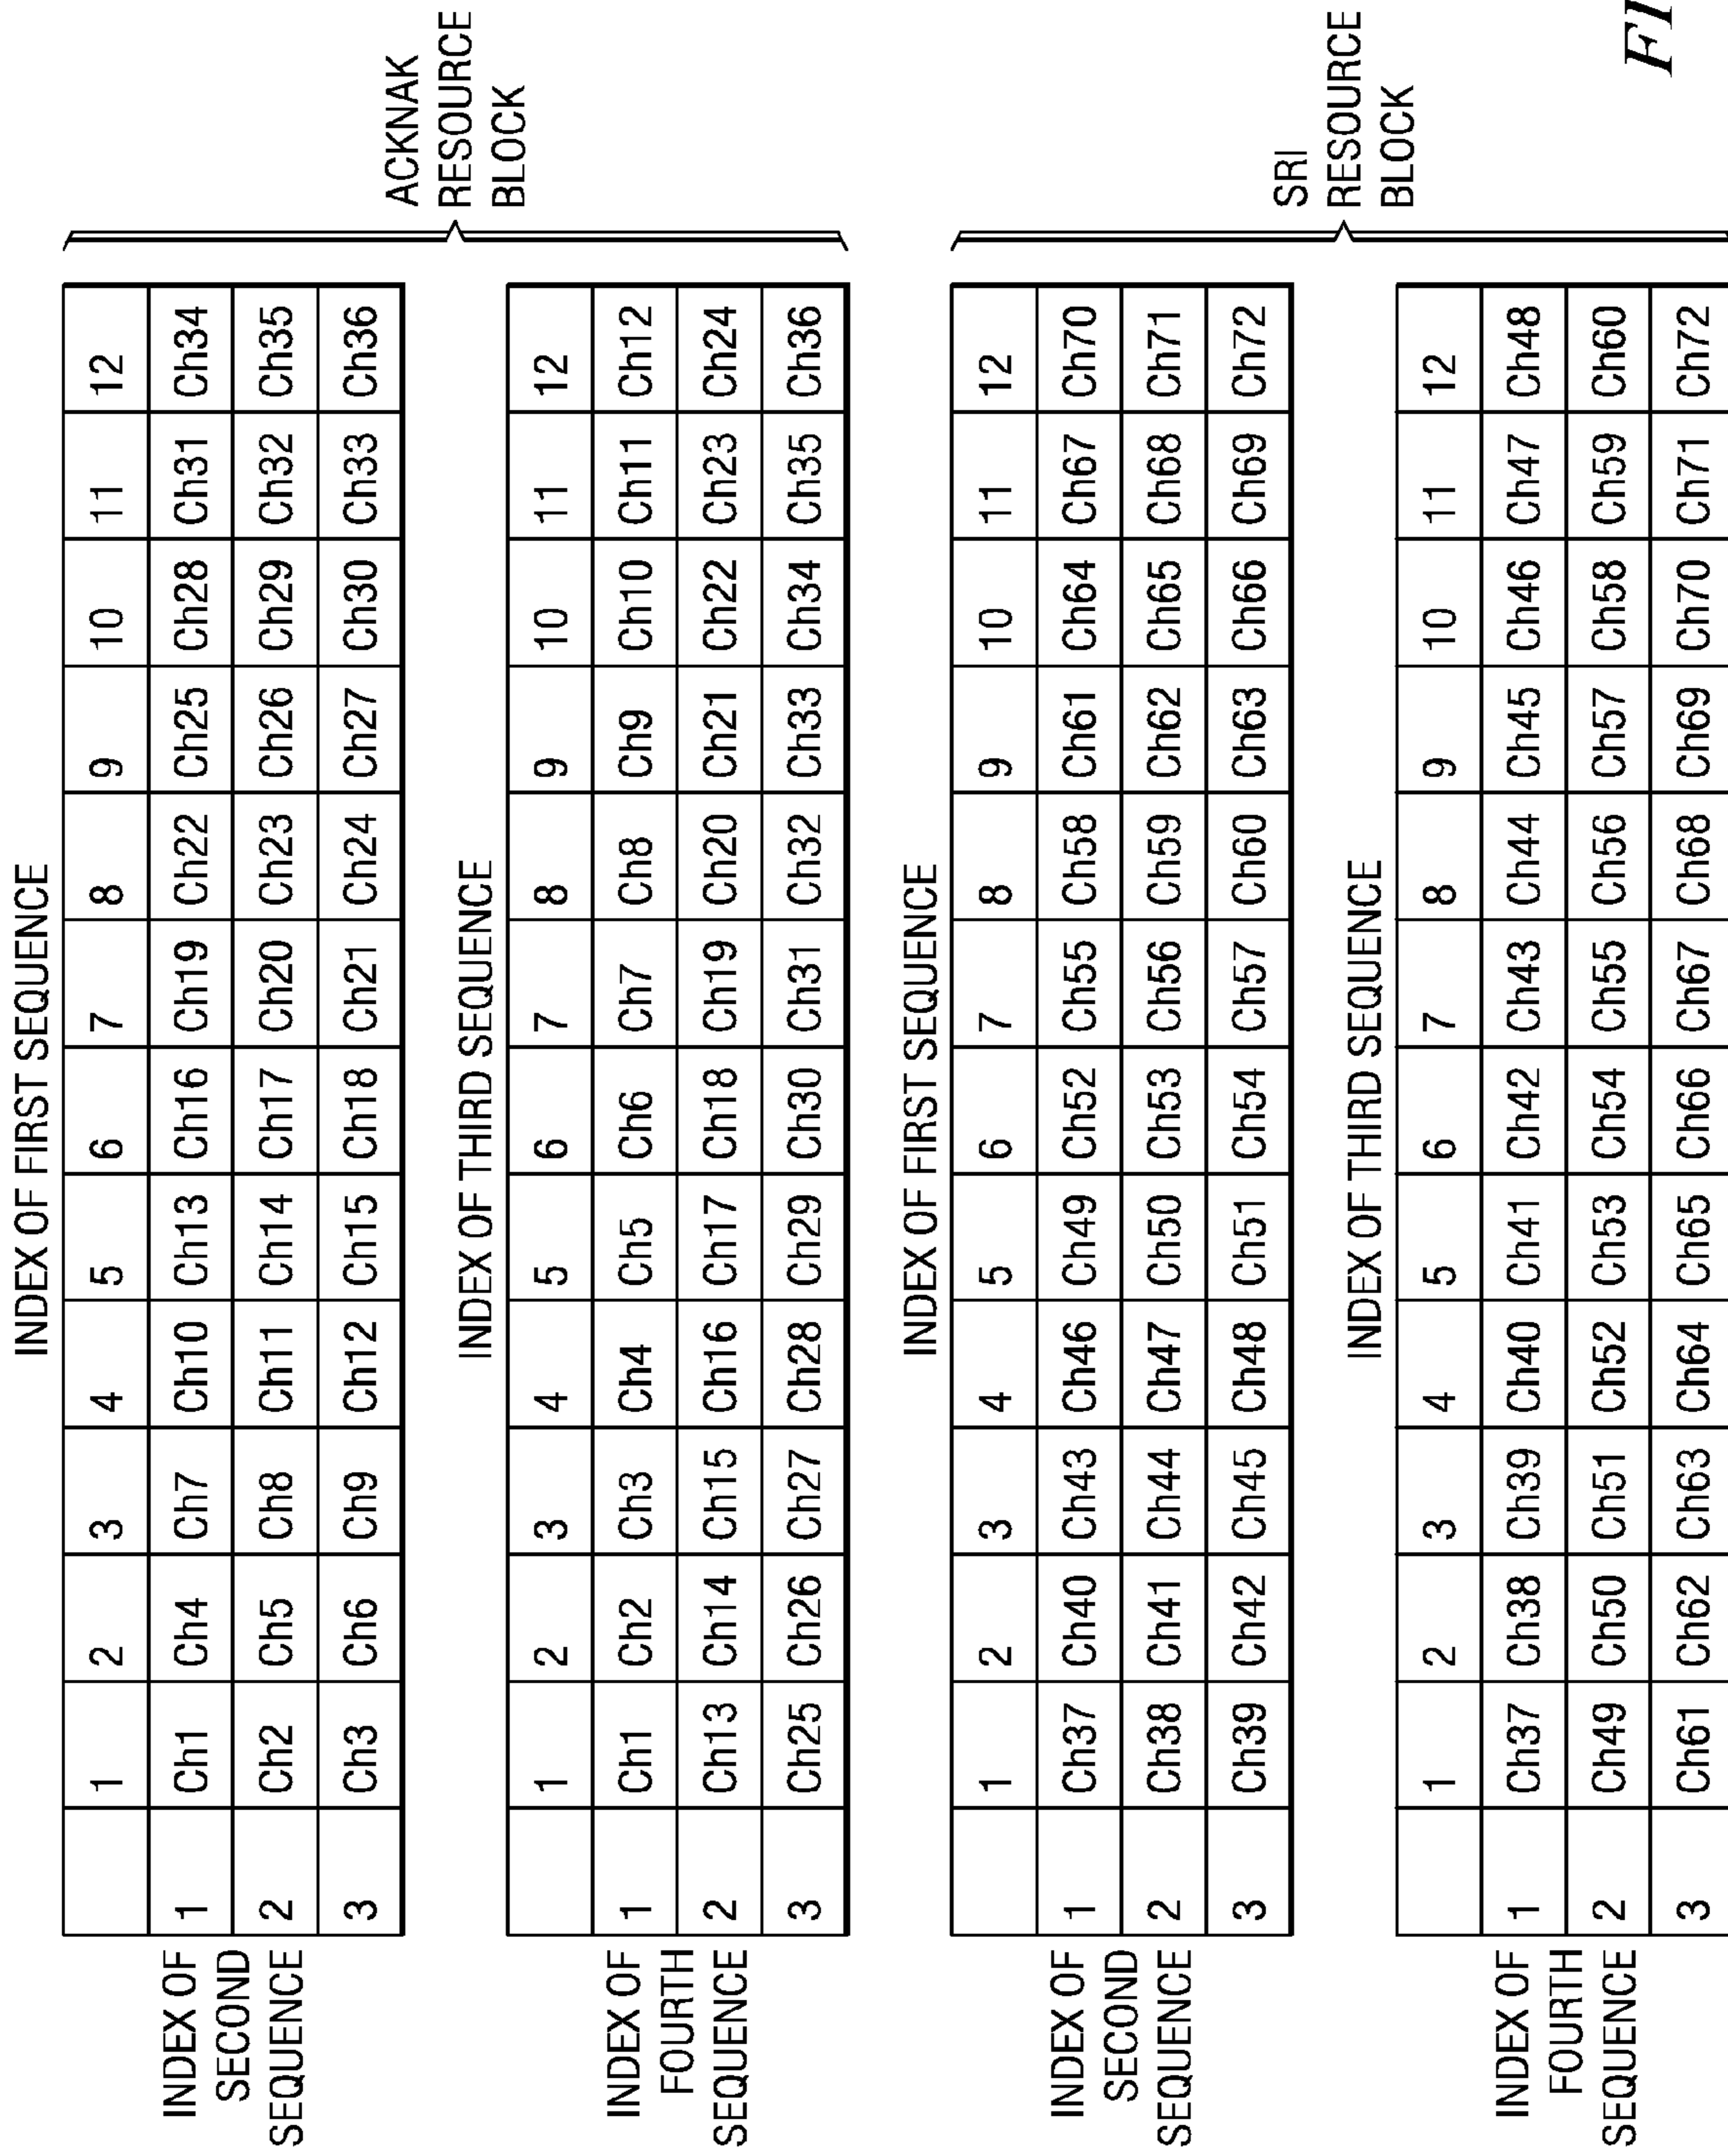 INDEX OF FIRST SEQUENCE
1 2 3 4 5 6 7 8 9 10 11 12
INDEX OF
SECOND
SEQUENCE
1 Ch1 Ch4 Ch7 Ch10 Ch13 Ch16 Ch19 Ch22 Ch25 Ch28 Ch31 Ch34
2 Ch2 Ch5 Ch8 Ch11 Ch14 Ch17 Ch20 Ch23 Ch26 Ch29 Ch32 Ch35
3 Ch3 Ch6 Ch9 Ch12 Ch15 Ch18 Ch21 Ch24 Ch27 Ch30 Ch33 Ch36
INDEX OF THIRD SEQUENCE
1 2 3 4 5 6 7 8 9 10 11 12
INDEX OF
FOURTH
SEQUENCE
1 Ch1 Ch2 Ch3 Ch4 Ch5 Ch6 Ch7 Ch8 Ch9 Ch10 Ch11 Ch12
2 Ch13 Ch14 Ch15 Ch16 Ch17 Ch18 Ch19 Ch20 Ch21 Ch22 Ch23 Ch24
3 Ch25 Ch26 Ch27 Ch28 Ch29 Ch30 Ch31 Ch32 Ch33 Ch34 Ch35 Ch36
ACKNAK
RESOURCE
BLOCK
INDEX OF FIRST SEQUENCE
1 2 3 4 5 6 7 8 9 10 11 12
INDEX OF
SECOND
SEQUENCE
1 Ch37 Ch40 Ch43 Ch46 Ch49 Ch52 Ch55 Ch58 Ch61 Ch64 Ch67 Ch70
2 Ch38 Ch41 Ch44 Ch47 Ch50 Ch53 Ch56 Ch59 Ch62 Ch65 Ch68 Ch71
3 Ch39 Ch42 Ch45 Ch48 Ch51 Ch54 Ch57 Ch60 Ch63 Ch66 Ch69 Ch72
INDEX OF THIRD SEQUENCE
1 2 3 4 5 6 7 8 9 10 11 12
INDEX OF
FOURTH
SEQUENCE
1 Ch37 Ch38 Ch39 Ch40 Ch41 Ch42 Ch43 Ch44 Ch45 Ch46 Ch47 Ch48
2 Ch49 Ch50 Ch51 Ch52 Ch53 Ch54 Ch55 Ch56 Ch57 Ch58 Ch59 Ch60
3 Ch61 Ch62 Ch63 Ch64 Ch65 Ch66 Ch67 Ch68 Ch69 Ch70 Ch71 Ch72
SRI
RESOURCE
BLOCK